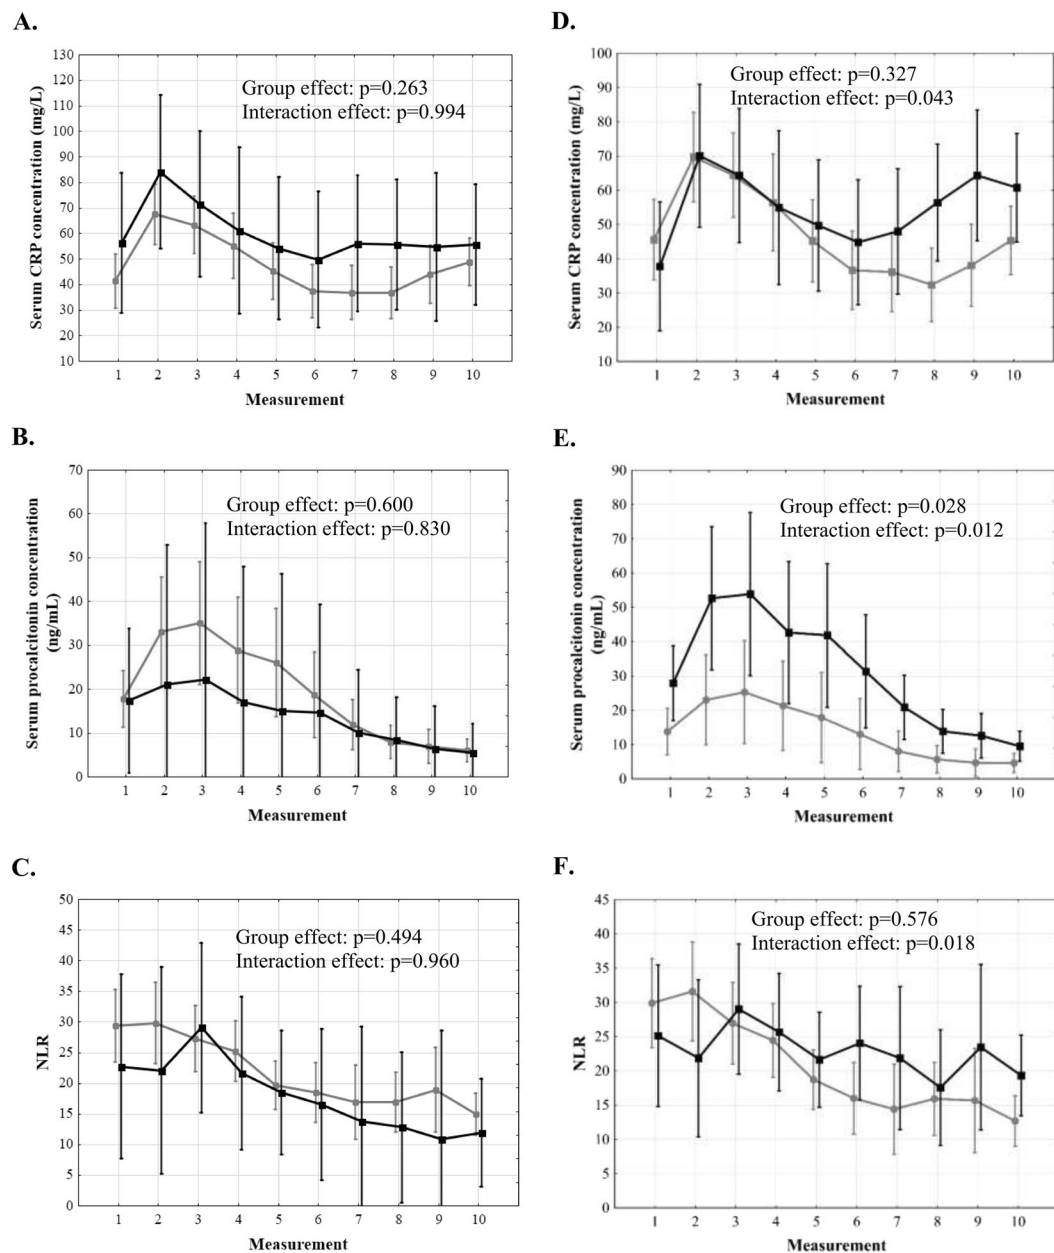 A.
Serum CRP concentration (mg/L)
130
120
110
100
90
80
70
60
50
40
30
20
10
Group effect: p=0.263
Interaction effect: p=0.994
1 2 3 4 5 6 7 8 9 10
Measurement
D.
Serum CRP concentration (mg/L)
100
90
80
70
60
50
40
30
20
10
Group effect: p=0.327
Interaction effect: p=0.043
1 2 3 4 5 6 7 8 9 10
Measurement
B.
Serum procalcitonin concentration
(ng/mL)
70
60
50
40
30
20
10
0
Group effect: p=0.600
Interaction effect: p=0.830
1 2 3 4 5 6 7 8 9 10
Measurement
E.
Serum procalcitonin concentration
(ng/mL)
90
80
70
60
50
40
30
20
10
0
Group effect: p=0.028
Interaction effect: p=0.012
1 2 3 4 5 6 7 8 9 10
Measurement
C.
NLR
50
45
40
35
30
25
20
15
10
5
0
Group effect: p=0.494
Interaction effect: p=0.960
1 2 3 4 5 6 7 8 9 10
Measurement
F.
NLR
45
40
35
30
25
20
15
10
5
0
Group effect: p=0.576
Interaction effect: p=0.018
1 2 3 4 5 6 7 8 9 10
Measurement